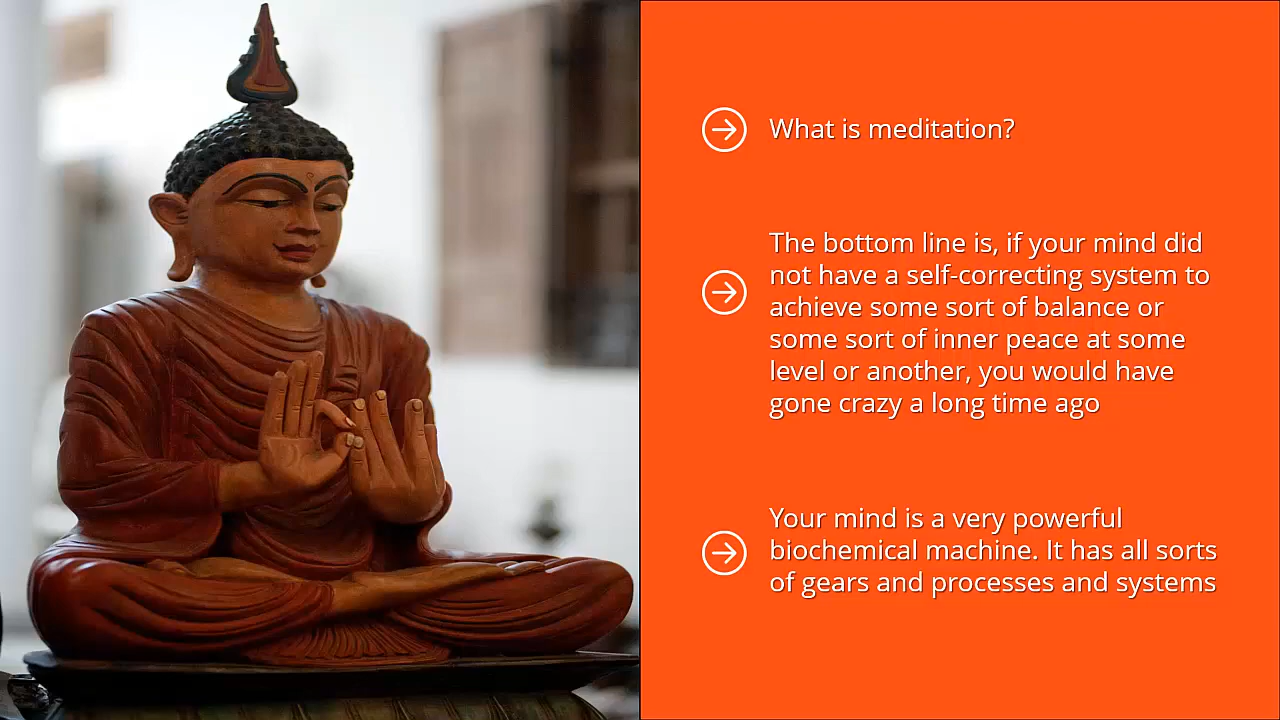 What is meditation?
The bottom line is, if your mind did
not have a self-correcting system to
achieve some sort of balance or
some sort of inner peace at some
level or another, you would have
gone crazy a long time ago
Your mind is a very powerful
biochemical machine. It has all sorts
of gears and processes and systems